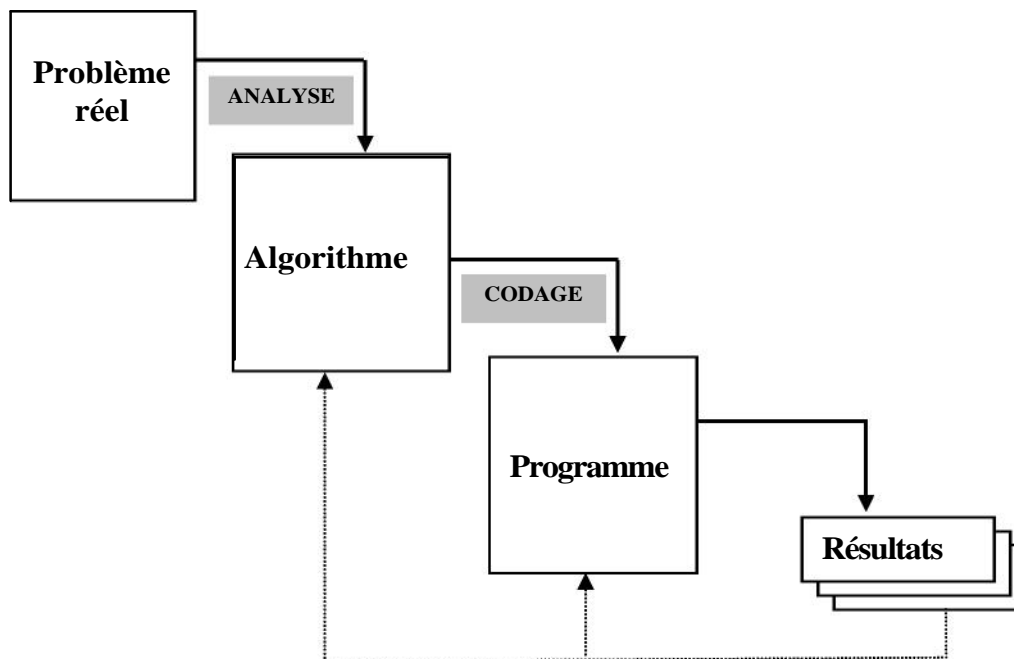 Problème
réel
ANALYSE
Algorithme
CODAGE
Programme
Résultats